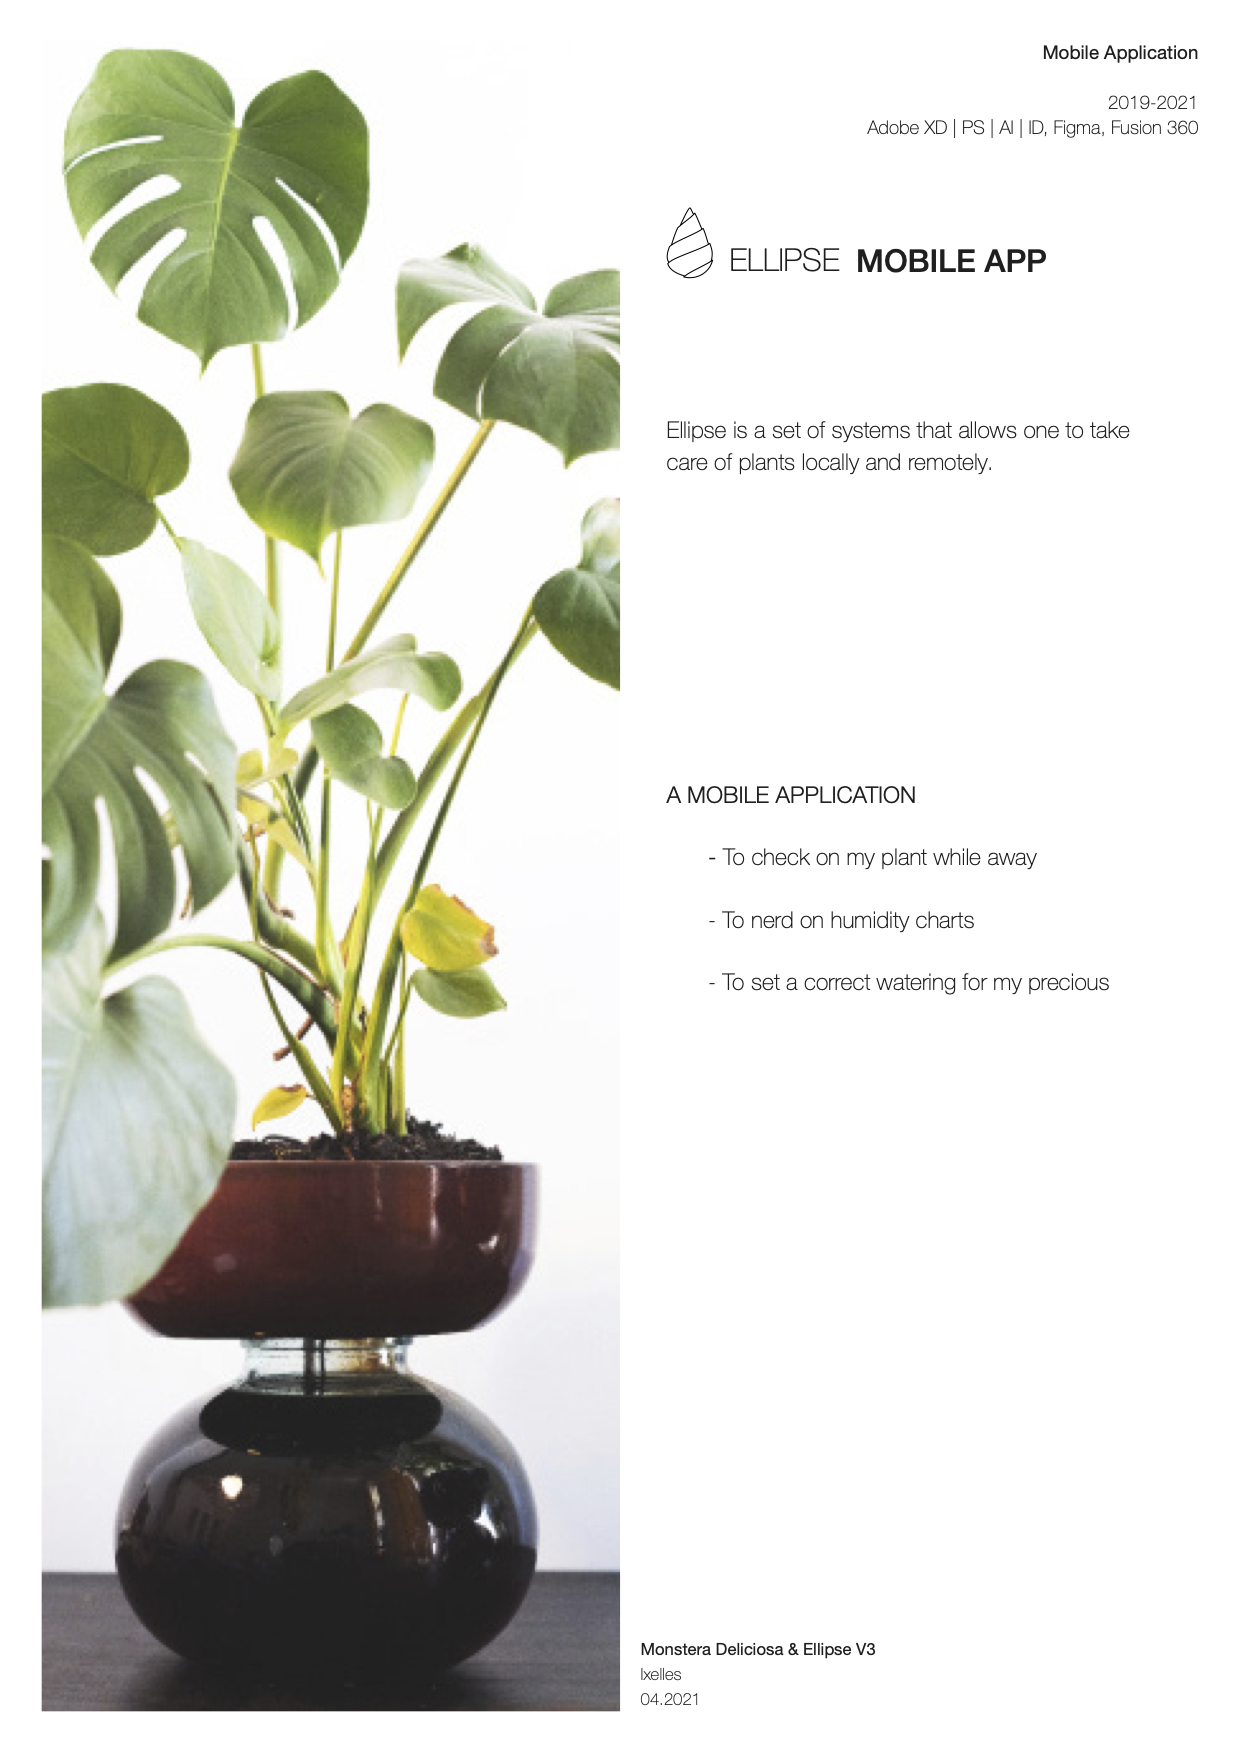 Mobile Application
2019-2021
Adobe XD | PS | AI | ID, Figma, Fusion 360
ELLIPSE MOBILE APP
Ellipse is a set of systems that allows one to take
care of plants locally and remotely.
A MOBILE APPLICATION
- To check on my plant while away
- To nerd on humidity charts
- To set a correct watering for my precious
Monstera Deliciosa & Ellipse V3
Ixelles
04.2021